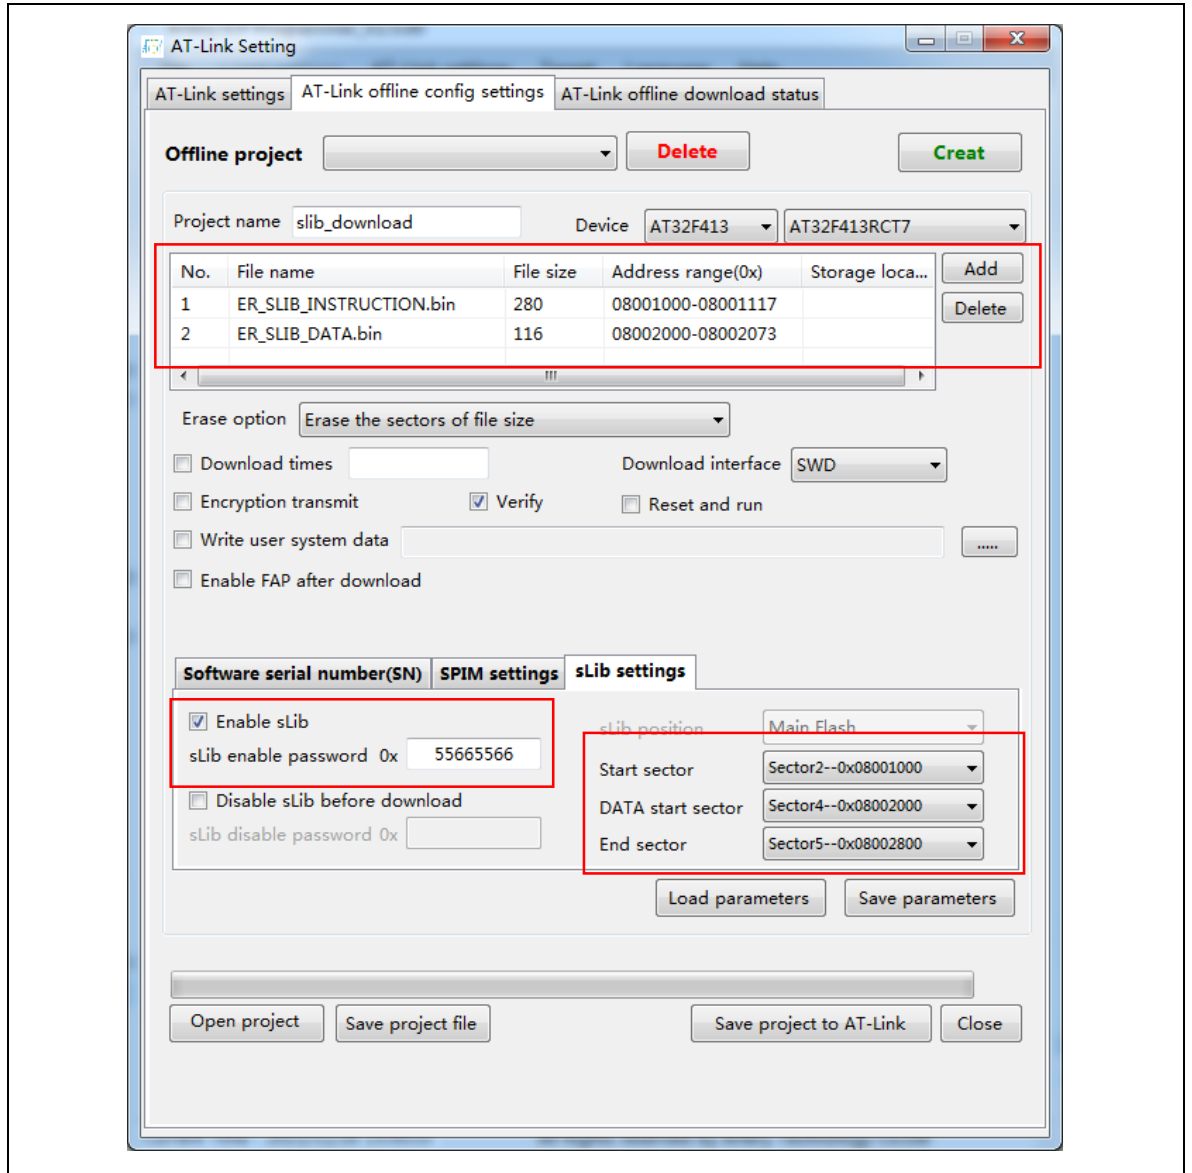 AT-Link Setting
AT-Link settings AT-Link offline config settings AT-Link offline download status
Offline project Delete Creat
Project name slib_download Device AT32F413 AT32F413RCT7
No. File name File size Address range(0x) Storage loca... Add
1 ER_SLIB_INSTRUCTION.bin 280 08001000-08001117 Delete
2 ER_SLIB_DATA.bin 116 08002000-08002073
Erase option Erase the sectors of file size
Download times Download interface SWD
Encryption transmit Verify Reset and run
Write user system data .....
Enable FAP after download
Software serial number(SN) SPIM settings sLib settings
Enable sLib sLib position Main Flash
sLib enable password 0x 55665566 Start sector Sector2--0x08001000
Disable sLib before download DATA start sector Sector4--0x08002000
sLib disable password 0x End sector Sector5--0x08002800
Load parameters Save parameters
Open project Save project file Save project to AT-Link Close